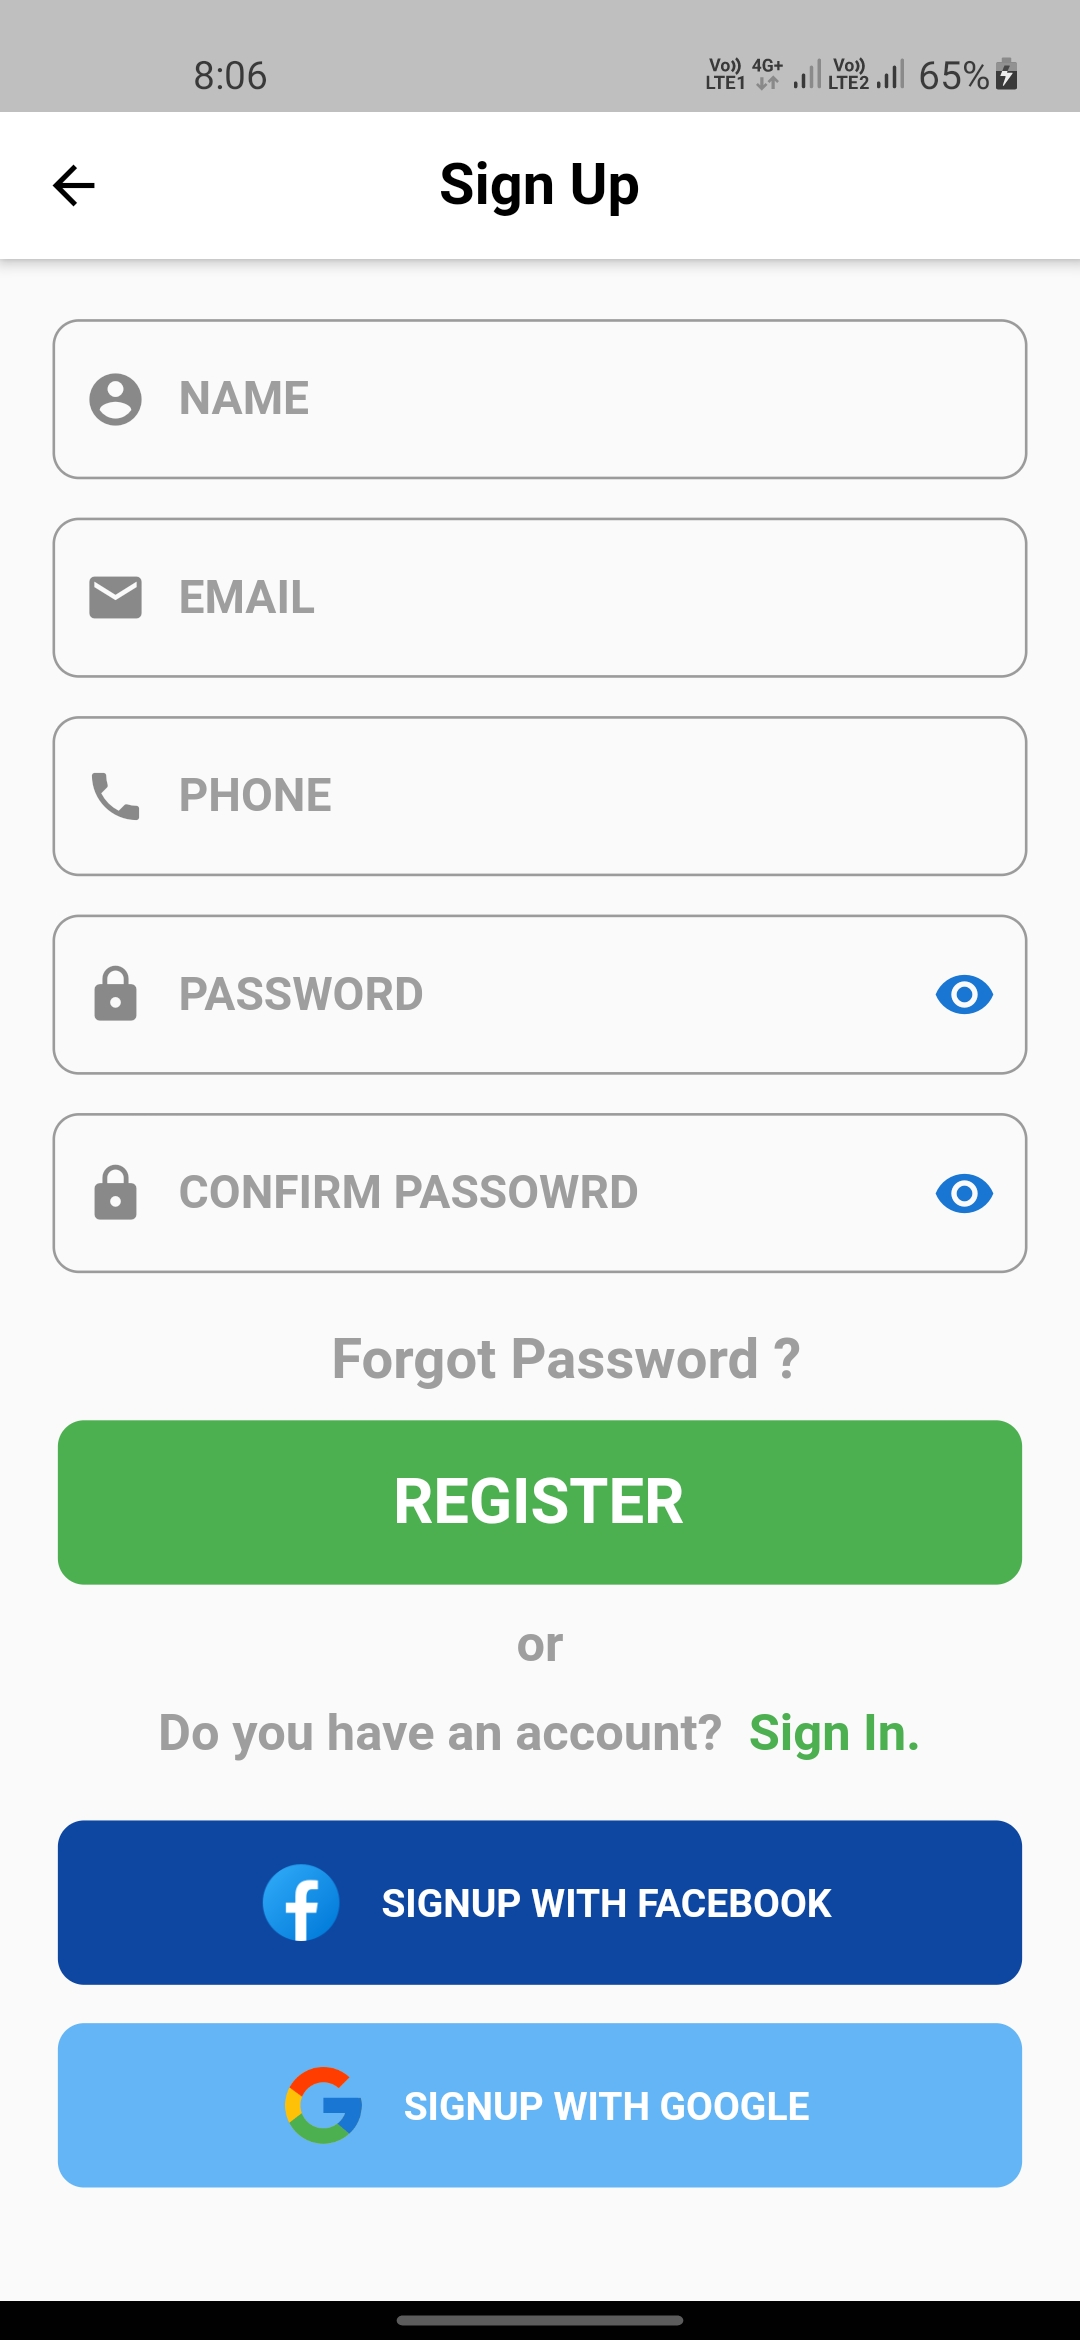 8:06 Vo)) LTE1 4G+ Vo)) LTE2 65%
Sign Up
NAME
EMAIL
PHONE
PASSWORD
CONFIRM PASSOWRD
Forgot Password ?
REGISTER
or
Do you have an account? Sign In.
SIGNUP WITH FACEBOOK
SIGNUP WITH GOOGLE